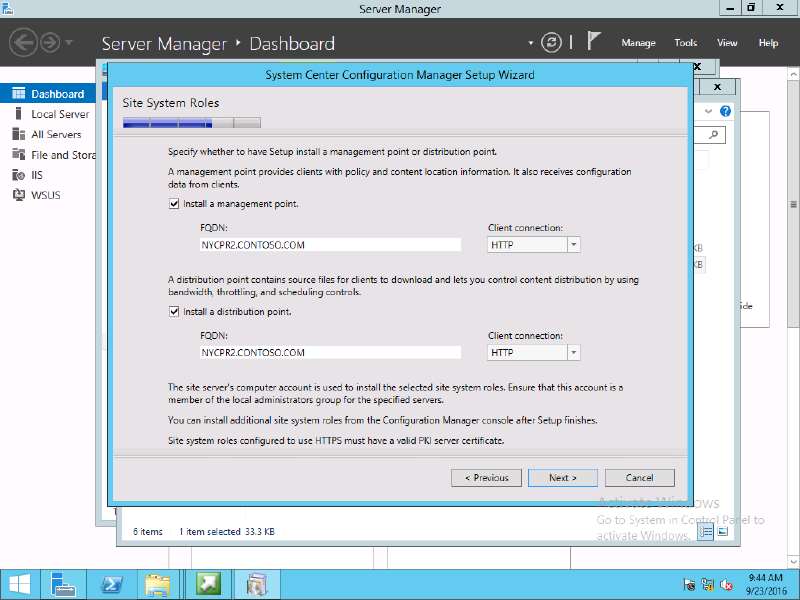 Server Manager
Server Manager ‣ Dashboard
Manage
Tools
View
Help
Dashboard
Local Server
All Servers
File and Stora
IIS
WSUS
System Center Configuration Manager Setup Wizard
Site System Roles
Specify whether to have Setup install a management point or distribution point.
A management point provides clients with policy and content location information. It also receives configuration
data from clients.
Install a management point.
FQDN:
Client connection:
NYCPR2.CONTOSO.COM
HTTP
A distribution point contains source files for clients to download and lets you control content distribution by using
bandwidth, throttling, and scheduling controls.
Install a distribution point.
FQDN:
Client connection:
NYCPR2.CONTOSO.COM
HTTP
The site server's computer account is used to install the selected site system roles. Ensure that this account is a
member of the local administrators group for the specified servers.
You can install additional site system roles from the Configuration Manager console after Setup finishes.
Site system roles configured to use HTTPS must have a valid PKI server certificate.
< Previous
Next >
Cancel
KB
KB
ide
6 items
1 item selected 33.3 KB
Activate Windows
Go to System in Control Panel to
activate Windows.
9:44 AM
9/23/2016